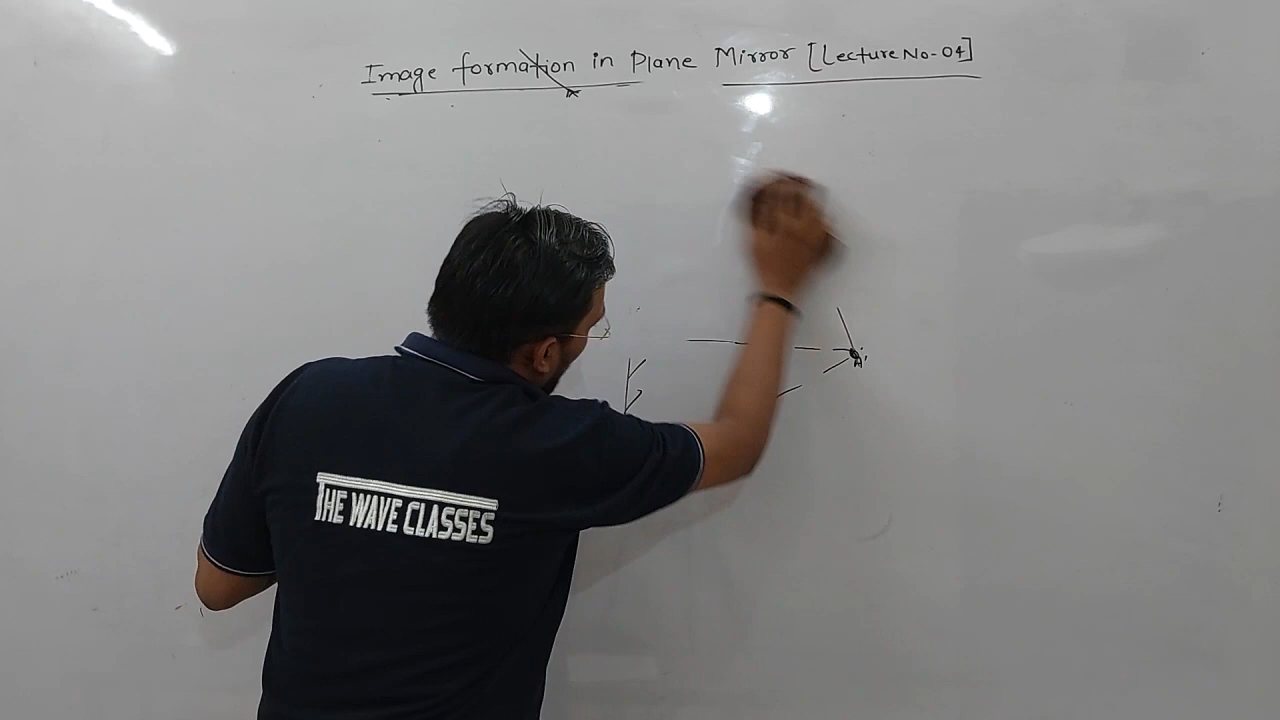 Image formation in Plane Mirror [Lecture No-04]
A'
THE WAVE CLASSES